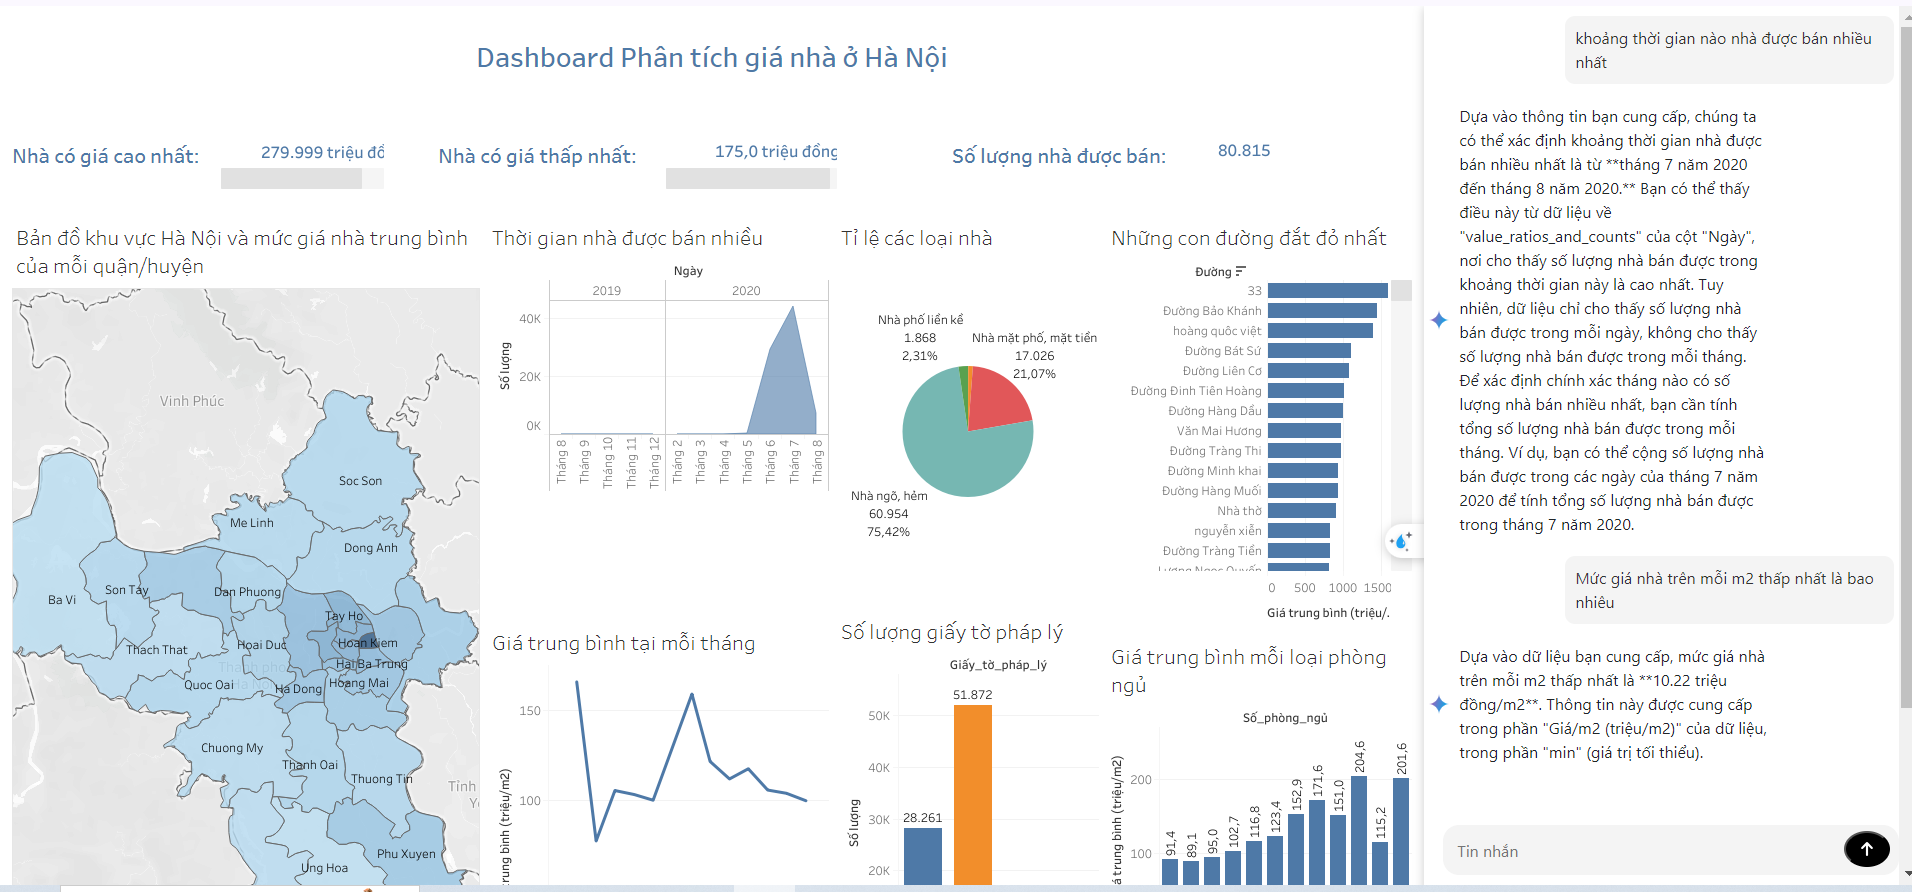 Dashboard Phân tích giá nhà ở Hà Nội
Nhà có giá cao nhất:
279.999 triệu đồ
Nhà có giá thấp nhất:
175,0 triệu đồng
Số lượng nhà được bán:
80.815
Bản đồ khu vực Hà Nội và mức giá nhà trung bình
của mỗi quận/huyện
Vinh Phúc
Soc Son
Me Linh
Dong Anh
Ba Vi
Son Tay
Dan Phuong
Tay Ho
Thach That
Hoai Duc
Hoan Kiem
Hai Ba Trung
Quoc Oai
Ha Dong
Hoang Mai
Chuong My
Thanh Oai
Thuong Tin
Tỉnh
Phu Xuyen
Ung Hoa
Thời gian nhà được bán nhiều
Ngày
2019
2020
40K
20K
0K
Số lượng
Tháng 8
Tháng 9
Tháng 10
Tháng 11
Tháng 12
Tháng 2
Tháng 3
Tháng 4
Tháng 5
Tháng 6
Tháng 7
Tháng 8
Tỉ lệ các loại nhà
Nhà phố liền kề
1.868
2,31%
Nhà mặt phố, mặt tiền
17.026
21,07%
Nhà ngõ, hẻm
60.954
75,42%
Những con đường đắt đỏ nhất
Đường
33
Đường Bảo Khánh
hoàng quôc việt
Đường Bát Sứ
Đường Liên Cơ
Đường Đinh Tiên Hoàng
Đường Hàng Dầu
Văn Mai Hương
Đường Tràng Thi
Đường Minh khai
Đường Hàng Muối
Nhà thờ
nguyễn xiển
Đường Tràng Tiền
Lương Ngọc Quyến
0 500 1000 1500
Giá trung bình (triệu/.
Giá trung bình tại mỗi tháng
150
100
trung bình (triệu/m2)
Số lượng giấy tờ pháp lý
Giấy_tờ_pháp_lý
51.872
28.261
50K
40K
30K
20K
Số lượng
Giá trung bình mỗi loại phòng
ngủ
Số_phòng_ngủ
200
100
á trung bình (triệu/m2)
91,4
89,1
95,0
102,7
116,8
123,4
152,9
171,6
151,0
204,6
115,2
201,6
khoảng thời gian nào nhà được bán nhiều
nhất
Dựa vào thông tin bạn cung cấp, chúng ta
có thể xác định khoảng thời gian nhà được
bán nhiều nhất là từ **tháng 7 năm 2020
đến tháng 8 năm 2020.** Bạn có thể thấy
điều này từ dữ liệu về
"value_ratios_and_counts" của cột "Ngày",
nơi cho thấy số lượng nhà bán được trong
khoảng thời gian này là cao nhất. Tuy
nhiên, dữ liệu chỉ cho thấy số lượng nhà
bán được trong mỗi ngày, không cho thấy
số lượng nhà bán được trong mỗi tháng.
Để xác định chính xác tháng nào có số
lượng nhà bán nhiều nhất, bạn cần tính
tổng số lượng nhà bán được trong mỗi
tháng. Ví dụ, bạn có thể cộng số lượng nhà
bán được trong các ngày của tháng 7 năm
2020 để tính tổng số lượng nhà bán được
trong tháng 7 năm 2020.
Mức giá nhà trên mỗi m2 thấp nhất là bao
nhiêu
Dựa vào dữ liệu bạn cung cấp, mức giá nhà
trên mỗi m2 thấp nhất là **10.22 triệu
đồng/m2**. Thông tin này được cung cấp
trong phần "Giá/m2 (triệu/m2)" của dữ liệu,
trong phần "min" (giá trị tối thiểu).
Tin nhắn